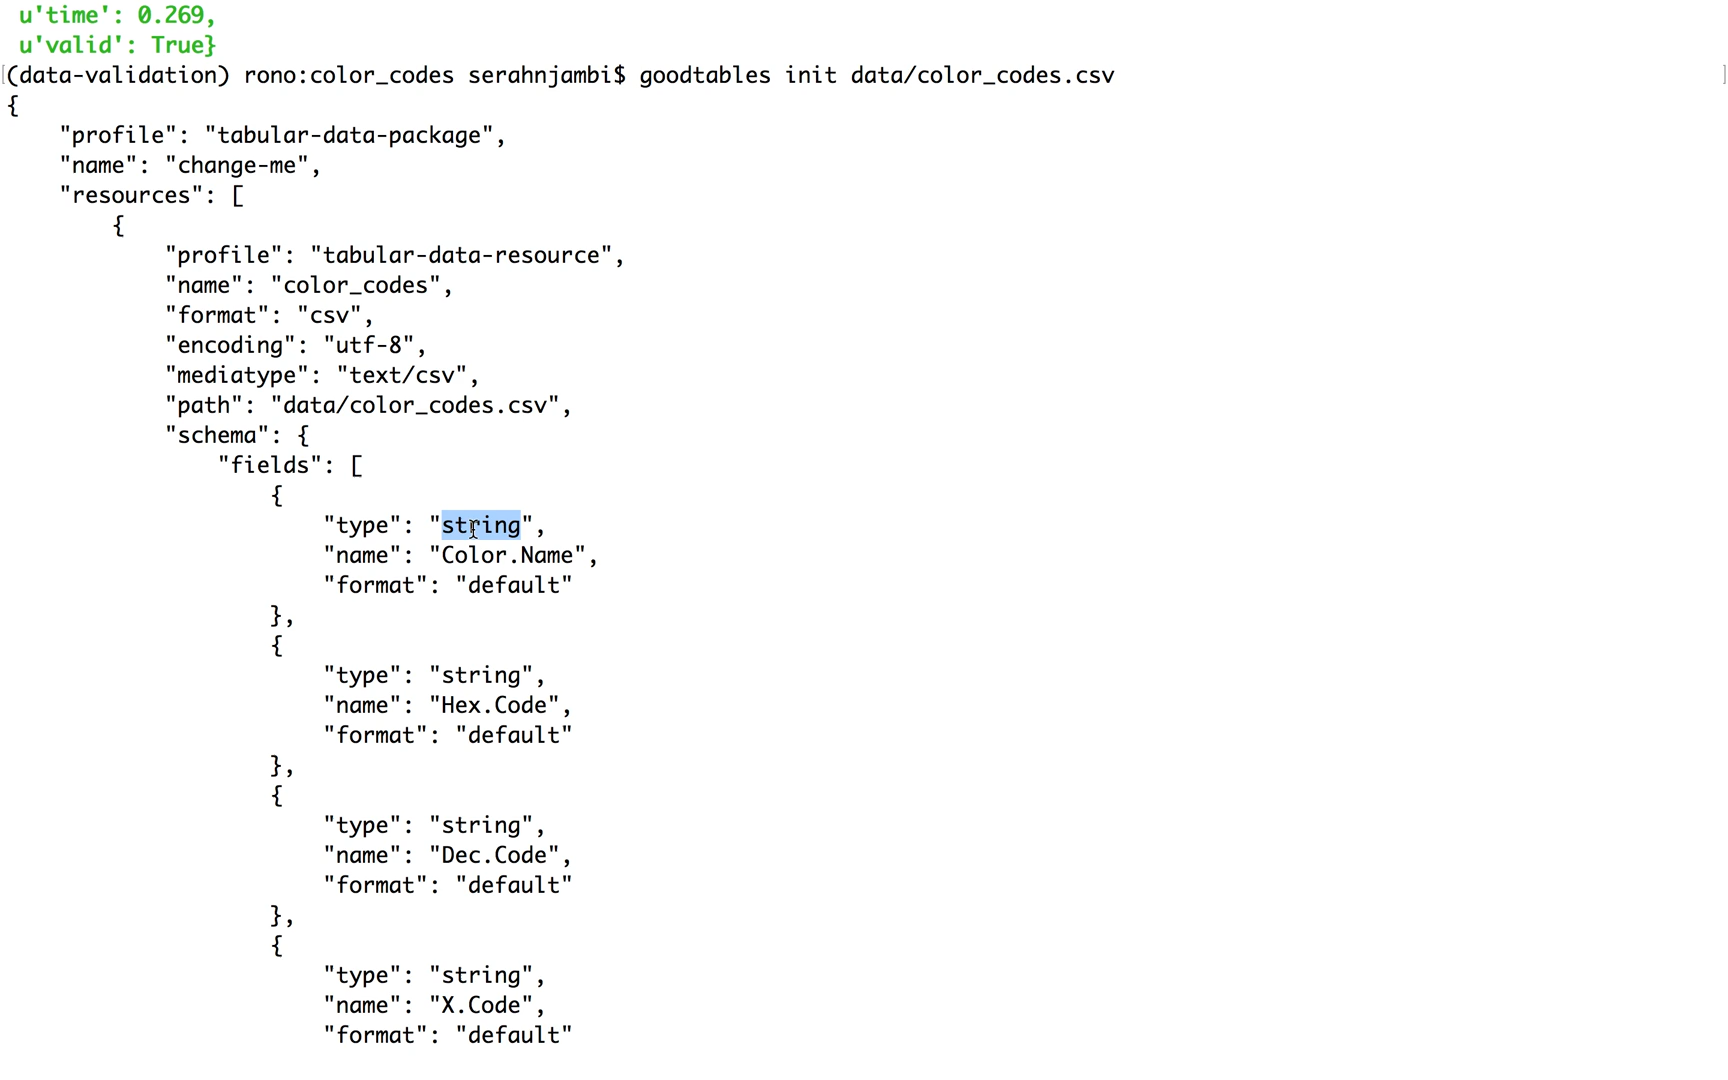 u'time': 0.269,
u'valid': True}
(data-validation) rono:color_codes serahnjambi$ goodtables init data/color_codes.csv
{
"profile": "tabular-data-package",
"name": "change-me",
"resources": [
{
"profile": "tabular-data-resource",
"name": "color_codes",
"format": "csv",
"encoding": "utf-8",
"mediatype": "text/csv",
"path": "data/color_codes.csv",
"schema": {
"fields": [
{
"type": "string",
"name": "Color.Name",
"format": "default"
},
{
"type": "string",
"name": "Hex.Code",
"format": "default"
},
{
"type": "string",
"name": "Dec.Code",
"format": "default"
},
{
"type": "string",
"name": "X.Code",
"format": "default"